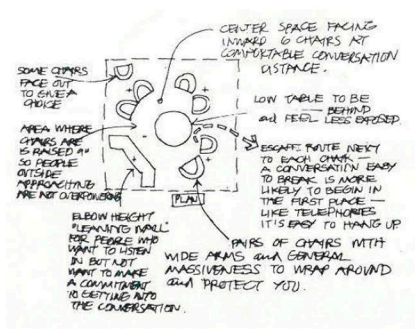 CENTER SPACE FACING
INWARD 6 CHAIRS AT
COMFORTABLE CONVERSATION
DISTANCE.
SOME CHAIRS
FACE OUT
TO GIVE A
CHOICE
LOW TABLE TO BE
BEHIND
and FEEL LESS EXPOSED.
AREA WHERE
CHAIRS ARE
IS RAISED 9"
SO PEOPLE
OUTSIDE
APPROACHING
ARE NOT OVERPOWERING
ESCAPE ROUTE NEXT
TO EACH CHAIR —
A CONVERSATION EASY
TO BREAK IS MORE
LIKELY TO BEGIN IN
THE FIRST PLACE —
LIKE TELEPHONES
IT'S EASY TO HANG UP
PLAN
ELBOW HEIGHT
"LEANING WALL"
FOR PEOPLE WHO
WANT TO LISTEN
IN BUT NOT
WANT TO MAKE
A COMMITMENT
TO GETTING INTO
THE CONVERSATION.
PAIRS OF CHAIRS WITH
WIDE ARMS and GENERAL
MASSIVENESS TO WRAP AROUND
and PROTECT YOU.